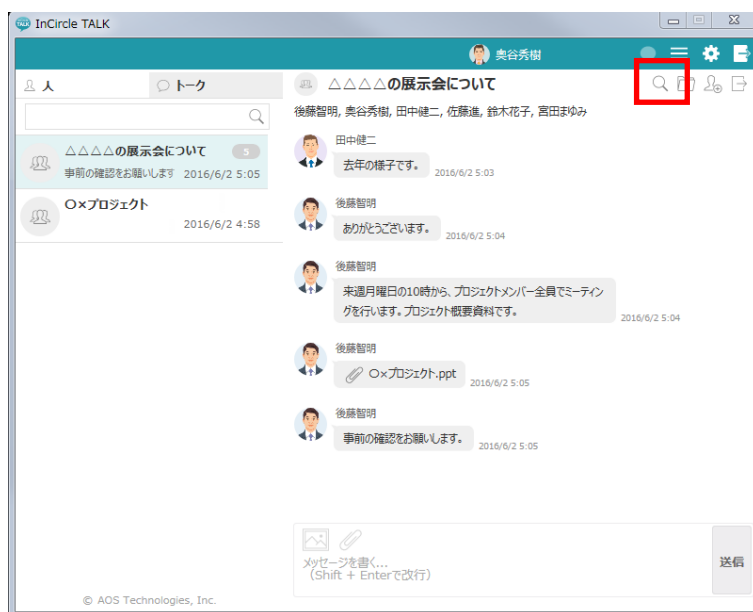 TALK InCircle TALK
奥谷秀樹
人
トーク
△△△△の展示会について 5
事前の確認をお願いします 2016/6/2 5:05
○×プロジェクト
2016/6/2 4:58
△△△△の展示会について
後藤智明, 奥谷秀樹, 田中健二, 佐藤進, 鈴木花子, 宮田まゆみ
田中健二
去年の様子です。 2016/6/2 5:03
後藤智明
ありがとうございます。 2016/6/2 5:04
後藤智明
来週月曜日の10時から、プロジェクトメンバー全員でミーティン
グを行います。プロジェクト概要資料です。 2016/6/2 5:04
後藤智明
○×プロジェクト.ppt 2016/6/2 5:05
後藤智明
事前の確認をお願いします。 2016/6/2 5:05
メッセージを書く...
（Shift + Enterで改行）
送信
© AOS Technologies, Inc.